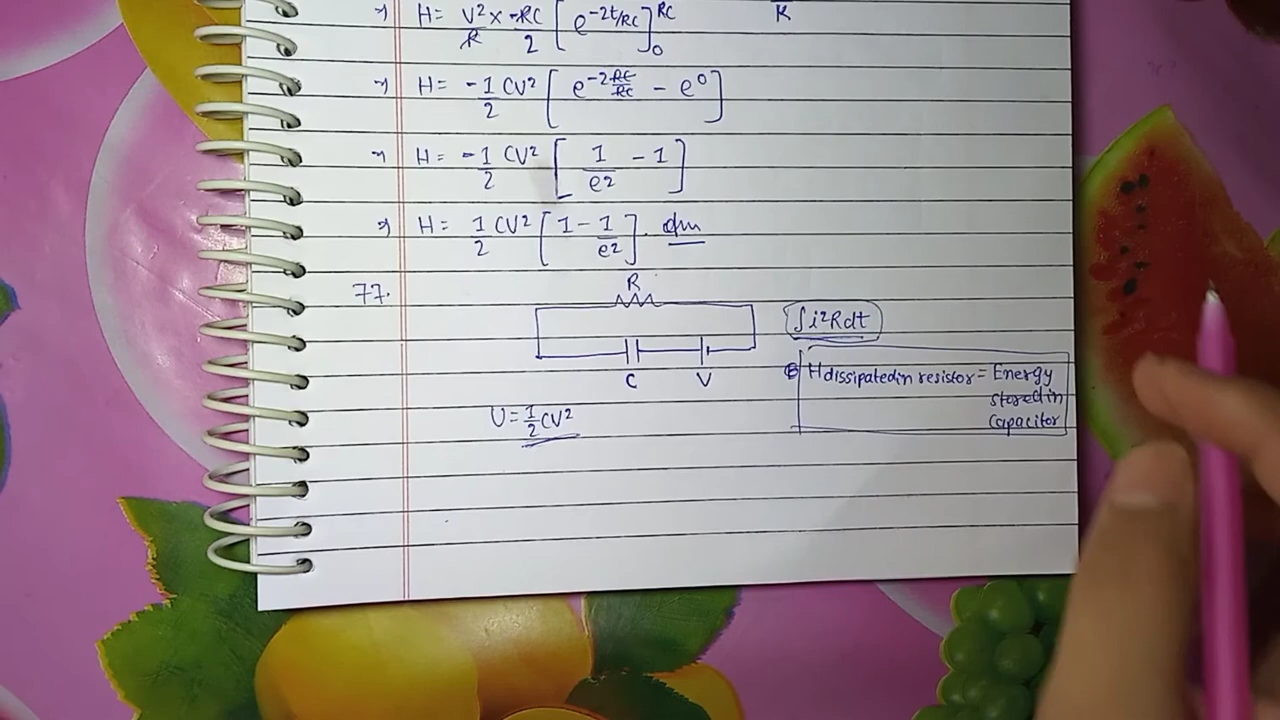 ⇒ H = V²/R × -RC/2 [e^-2t/RC]₀^RC
R
⇒ H = -1/2 CV² [e^-2RC/RC - e⁰]
⇒ H = -1/2 CV² [1/e² - 1]
⇒ H = 1/2 CV² [1 - 1/e²].
77.
R
∫i²Rdt
C V
H dissipated in resistor = Energy
stored in
capacitor
U = 1/2 CV²